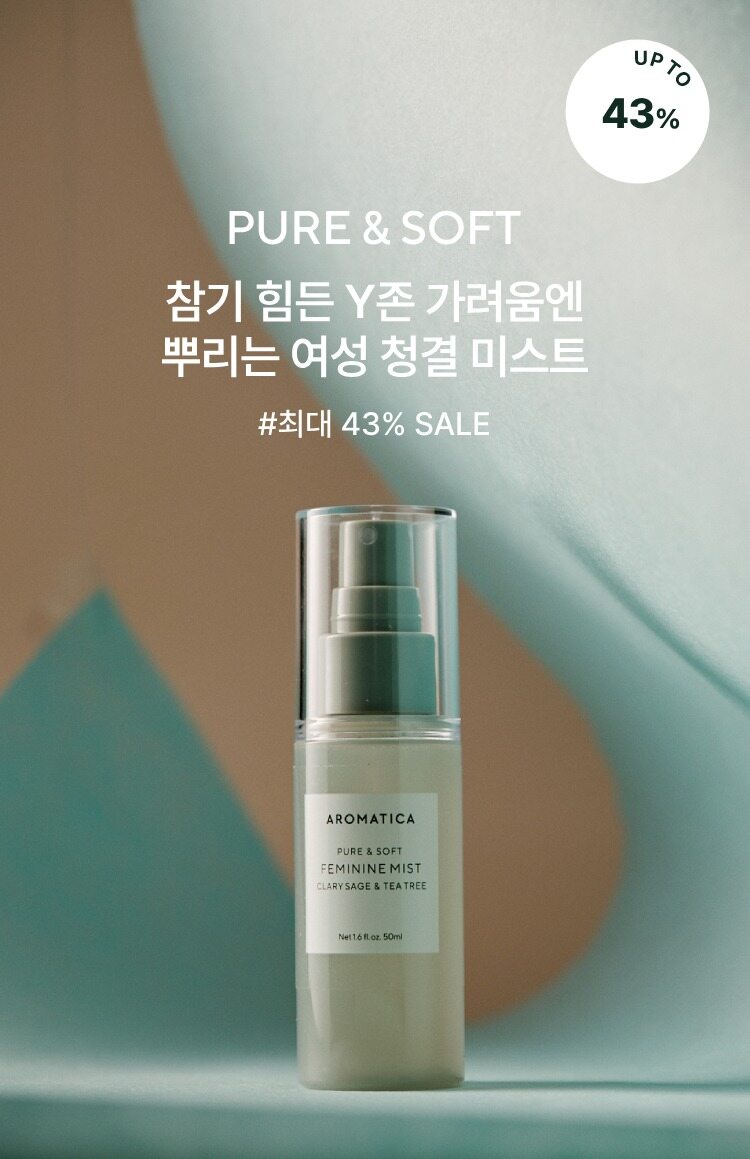 UP TO
43%
PURE & SOFT
참기 힘든 Y존 가려움엔
뿌리는 여성 청결 미스트
#최대 43% SALE
AROMATICA
PURE & SOFT
FEMININE MIST
CLARY SAGE & TEA TREE
Net 1.6 fl. oz. 50ml